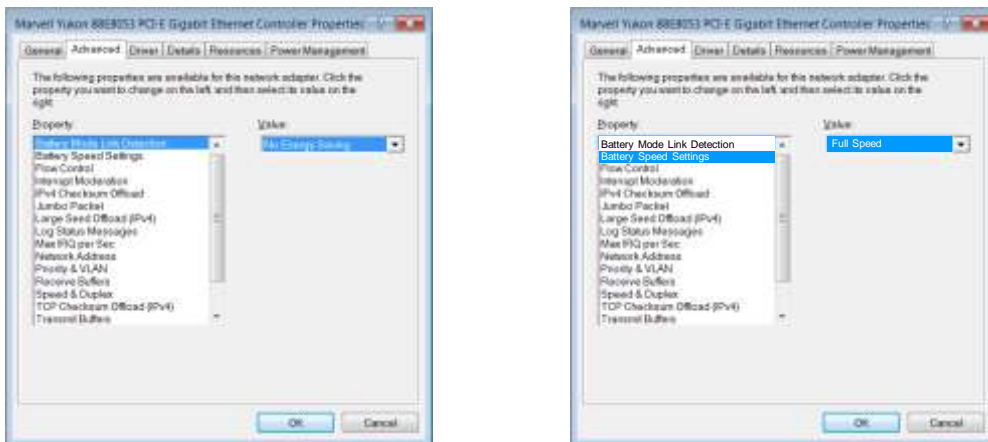 Marvell Yukon 88E8053 PCI-E Gigabit Ethernet Controller Properties
General Advanced Driver Details Resources Power Management
The following properties are available for this network adapter. Click the
property you want to change on the left, and then select its value on the
right.
Property: Value:
Battery Mode Link Detection No Energy Saving
Battery Speed Settings
Flow Control
Interrupt Moderation
IPv4 Checksum Offload
Jumbo Packet
Large Send Offload (IPv4)
Log Status Messages
Max IRQ per Sec
Network Address
Priority & VLAN
Receive Buffers
Speed & Duplex
TCP Checksum Offload (IPv4)
Transmit Buffers
OK Cancel
Marvell Yukon 88E8053 PCI-E Gigabit Ethernet Controller Properties
General Advanced Driver Details Resources Power Management
The following properties are available for this network adapter. Click the
property you want to change on the left, and then select its value on the
right.
Property: Value:
Battery Mode Link Detection Full Speed
Battery Speed Settings
Flow Control
Interrupt Moderation
IPv4 Checksum Offload
Jumbo Packet
Large Send Offload (IPv4)
Log Status Messages
Max IRQ per Sec
Network Address
Priority & VLAN
Receive Buffers
Speed & Duplex
TCP Checksum Offload (IPv4)
Transmit Buffers
OK Cancel